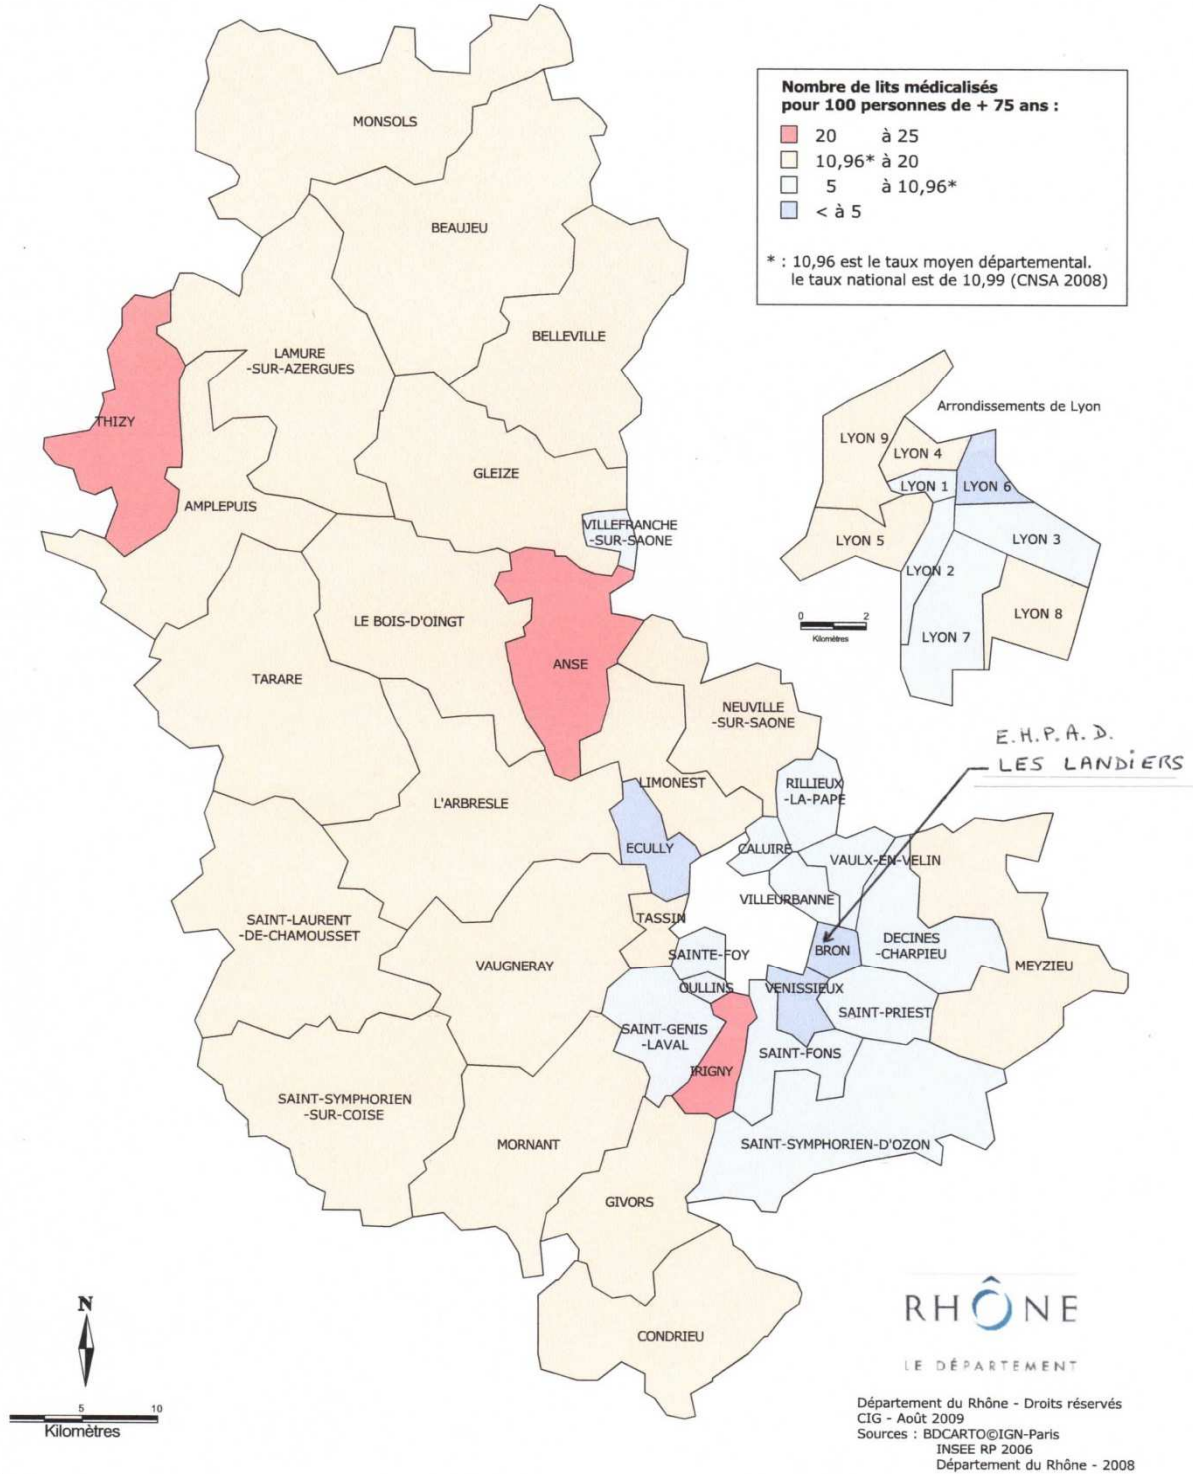 Nombre de lits médicalisés
pour 100 personnes de + 75 ans :
20 à 25
10,96* à 20
5 à 10,96*
< à 5
* : 10,96 est le taux moyen départemental.
le taux national est de 10,99 (CNSA 2008)
MONSOLS
BEAUJEU
BELLEVILLE
LAMURE
-SUR-AZERGUES
THIZY
AMPLEPUIS
GLEIZE
VILLEFRANCHE
-SUR-SAONE
LE BOIS-D'OINGT
ANSE
TARARE
NEUVILLE
-SUR-SAONE
Arrondissements de Lyon
LYON 9
LYON 4
LYON 1
LYON 6
LYON 5
LYON 3
LYON 2
LYON 8
LYON 7
0 2
Kilomètres
E.H.P.A.D.
LES LANDIERS
L'ARBRESLE
LIMONEST
RILLIEUX
-LA-PAPE
ECULLY
CALUIRE
VAULX-EN-VELIN
VILLEURBANNE
SAINT-LAURENT
-DE-CHAMOUSSET
TASSIN
VAUGNERAY
SAINTE-FOY
BRON
DECINES
-CHARPIEU
MEYZIEU
OULLINS
VENISSIEUX
SAINT-PRIEST
SAINT-GENIS
-LAVAL
SAINT-FONS
IRIGNY
SAINT-SYMPHORIEN
-SUR-COISE
MORNANT
SAINT-SYMPHORIEN-D'OZON
GIVORS
CONDRIEU
N
5 10
Kilomètres
RHÔNE
LE DÉPARTEMENT
Département du Rhône - Droits réservés
CIG - Août 2009
Sources : BDCARTO©IGN-Paris
INSEE RP 2006
Département du Rhône - 2008